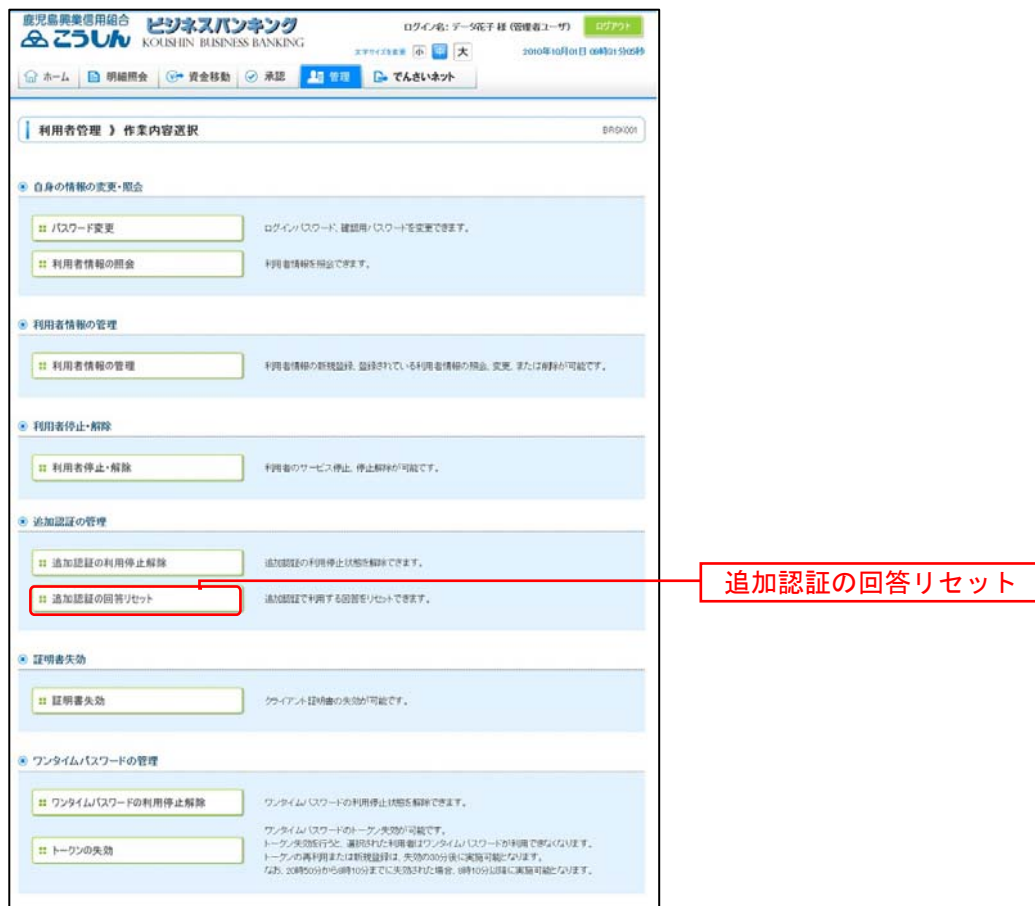 鹿児島興業信用組合
こうしん
ビジネスバンキング
KOUSHIN BUSINESS BANKING
ログイン名: データ花子 様 (管理者ユーザ)
ログアウト
文字サイズを変更 小 中 大
2010年10月01日 09時01分05秒
ホーム
明細照会
資金移動
承認
管理
でんさいネット
利用者管理 》 作業内容選択
BRSK001
自身の情報の変更・照会
パスワード変更
ログインパスワード、確認用パスワードを変更できます。
利用者情報の照会
利用者情報を照会できます。
利用者情報の管理
利用者情報の管理
利用者情報の新規登録、登録されている利用者情報の照会、変更、または削除が可能です。
利用者停止・解除
利用者停止・解除
利用者のサービス停止、停止解除が可能です。
追加認証の管理
追加認証の利用停止解除
追加認証の利用停止状態を解除できます。
追加認証の回答リセット
追加認証で利用する回答をリセットできます。
追加認証の回答リセット
証明書失効
証明書失効
クライアント証明書の失効が可能です。
ワンタイムパスワードの管理
ワンタイムパスワードの利用停止解除
ワンタイムパスワードの利用停止状態を解除できます。
トークンの失効
ワンタイムパスワードのトークン失効が可能です。
トークン失効を行うと、選択された利用者はワンタイムパスワードが利用できなくなります。
トークンの再利用または新規登録は、失効の30分後に実施可能となります。
なお、20時50分から8時10分までに失効された場合、8時10分以降に実施可能となります。